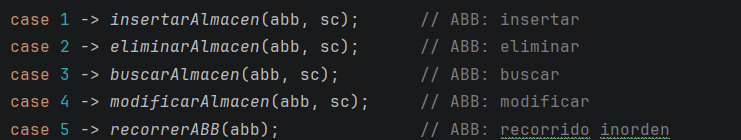 case 1 -> insertarAlmacen(abb, sc);      // ABB: insertar
case 2 -> eliminarAlmacen(abb, sc);      // ABB: eliminar
case 3 -> buscarAlmacen(abb, sc);        // ABB: buscar
case 4 -> modificarAlmacen(abb, sc);     // ABB: modificar
case 5 -> recorrerABB(abb);              // ABB: recorrido inorden